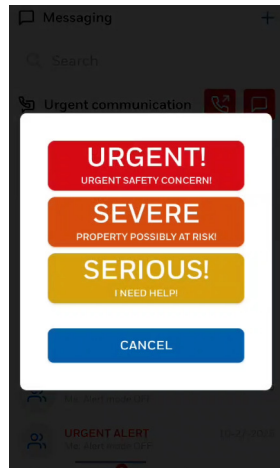 Messaging
Search
Urgent communication
URGENT!
URGENT SAFETY CONCERN!
SEVERE
PROPERTY POSSIBLY AT RISK!
SERIOUS!
I NEED HELP!
CANCEL
URGENT ALERT